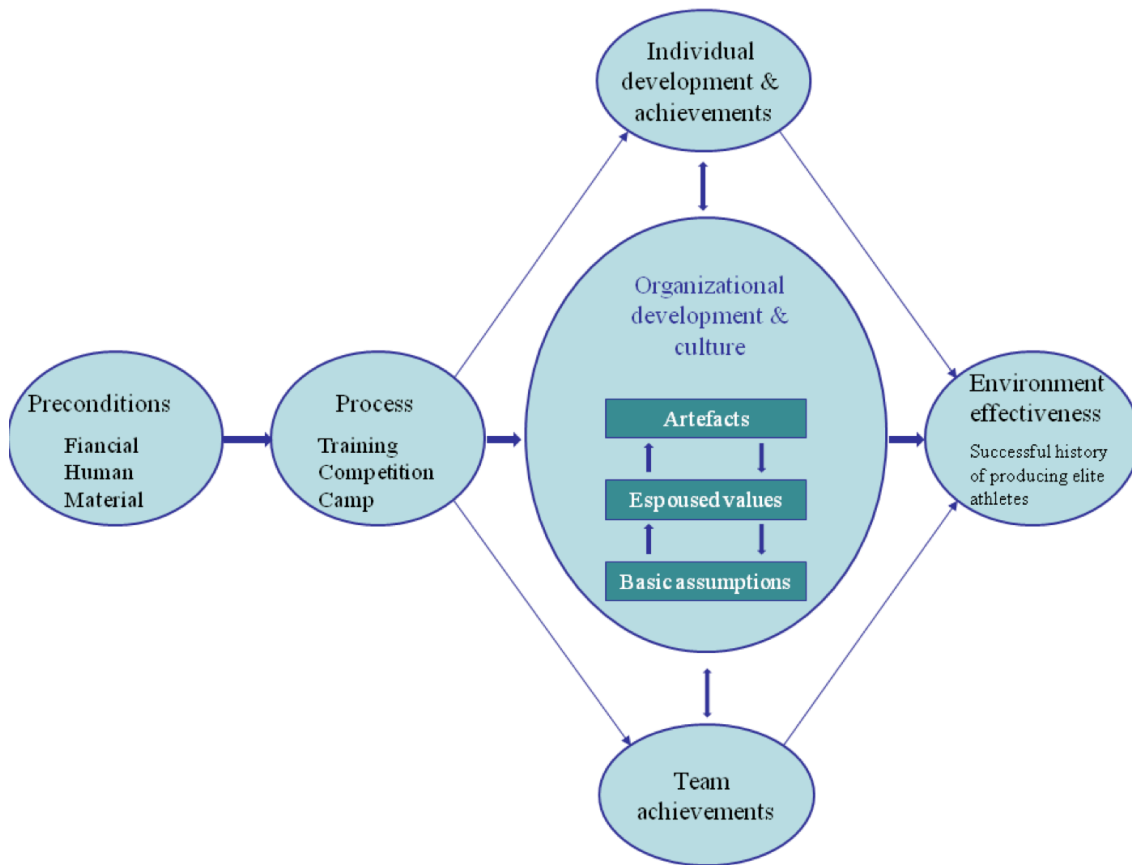 Individual
development &
achievements
Organizational
development &
culture
Artefacts
Espoused values
Basic assumptions
Preconditions
Fiancial
Human
Material
Process
Training
Competition
Camp
Environment
effectiveness
Successful history
of producing elite
athletes
Team
achievements